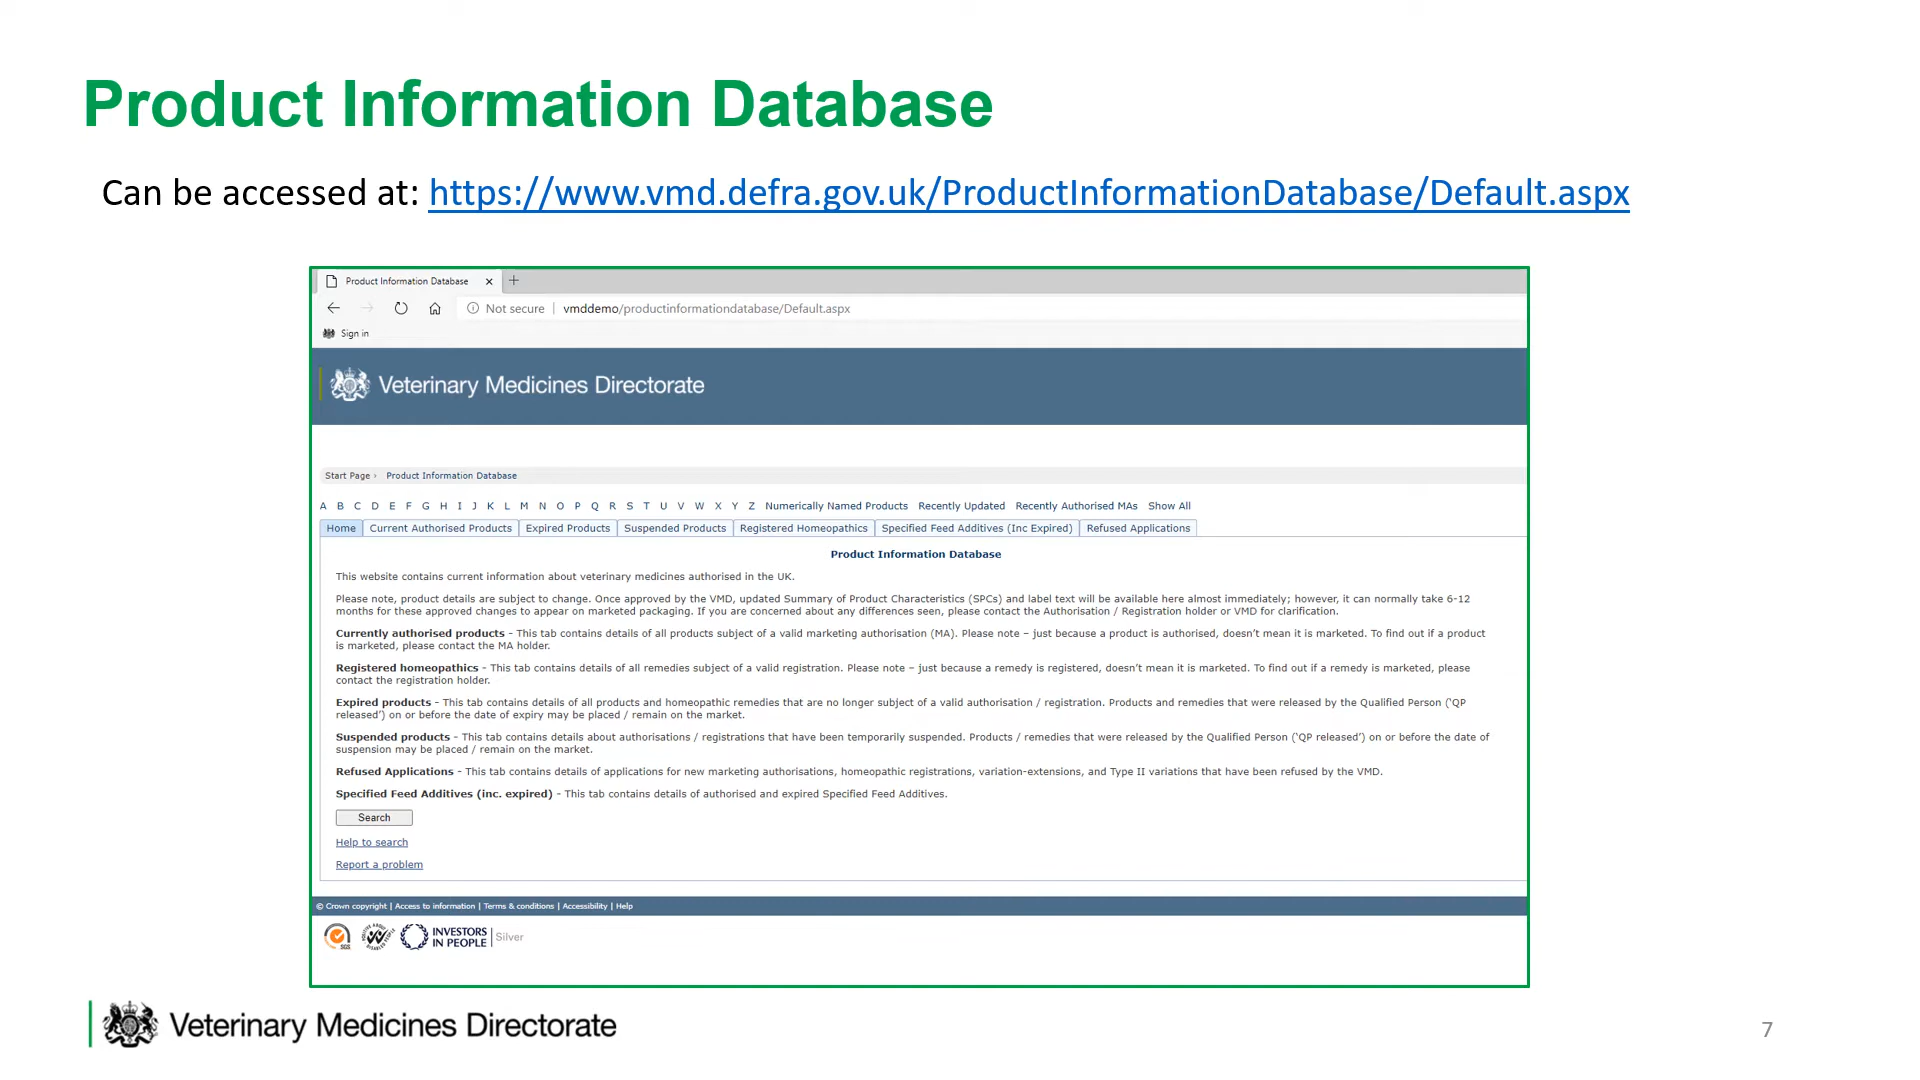 Product Information Database
Can be accessed at: https://www.vmd.defra.gov.uk/ProductInformationDatabase/Default.aspx
Product Information Database
Not secure | vmddemo/productinformationdatabase/Default.aspx
Sign in
Veterinary Medicines Directorate
Start Page › Product Information Database
A B C D E F G H I J K L M N O P Q R S T U V W X Y Z Numerically Named Products Recently Updated Recently Authorised MAs Show All
Home Current Authorised Products Expired Products Suspended Products Registered Homeopathics Specified Feed Additives (Inc Expired) Refused Applications
Product Information Database
This website contains current information about veterinary medicines authorised in the UK.
Please note, product details are subject to change. Once approved by the VMD, updated Summary of Product Characteristics (SPCs) and label text will be available here almost immediately; however, it can normally take 6-12
months for these approved changes to appear on marketed packaging. If you are concerned about any differences seen, please contact the Authorisation / Registration holder or VMD for clarification.
Currently authorised products - This tab contains details of all products subject of a valid marketing authorisation (MA). Please note – just because a product is authorised, doesn’t mean it is marketed. To find out if a product
is marketed, please contact the MA holder.
Registered homeopathics - This tab contains details of all remedies subject of a valid registration. Please note – just because a remedy is registered, doesn’t mean it is marketed. To find out if a remedy is marketed, please
contact the registration holder.
Expired products - This tab contains details of all products and homeopathic remedies that are no longer subject of a valid authorisation / registration. Products and remedies that were released by the Qualified Person (‘QP
released’) on or before the date of expiry may be placed / remain on the market.
Suspended products - This tab contains details about authorisations / registrations that have been temporarily suspended. Products / remedies that were released by the Qualified Person (‘QP released’) on or before the date of
suspension may be placed / remain on the market.
Refused Applications - This tab contains details of applications for new marketing authorisations, homeopathic registrations, variation-extensions, and Type II variations that have been refused by the VMD.
Specified Feed Additives (inc. expired) - This tab contains details of authorised and expired Specified Feed Additives.
Search
Help to search
Report a problem
© Crown copyright | Access to information | Terms & conditions | Accessibility | Help
SGS
INVESTORS
IN PEOPLE | Silver
Veterinary Medicines Directorate
7